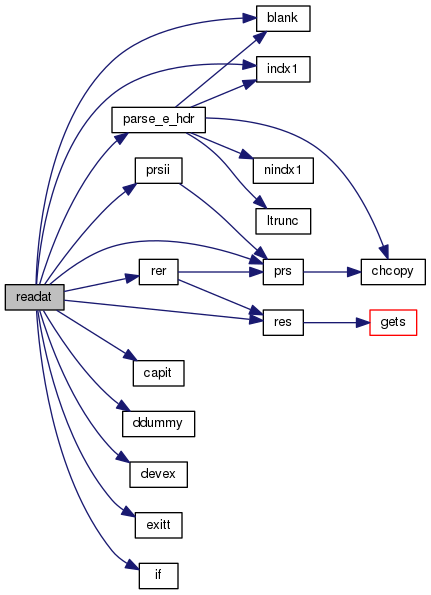 blank
indx1
parse_e_hdr
nindx1
prsii
ltrunc
readat
rer
prs
chcopy
res
gets
capit
ddummy
devex
exitt
if